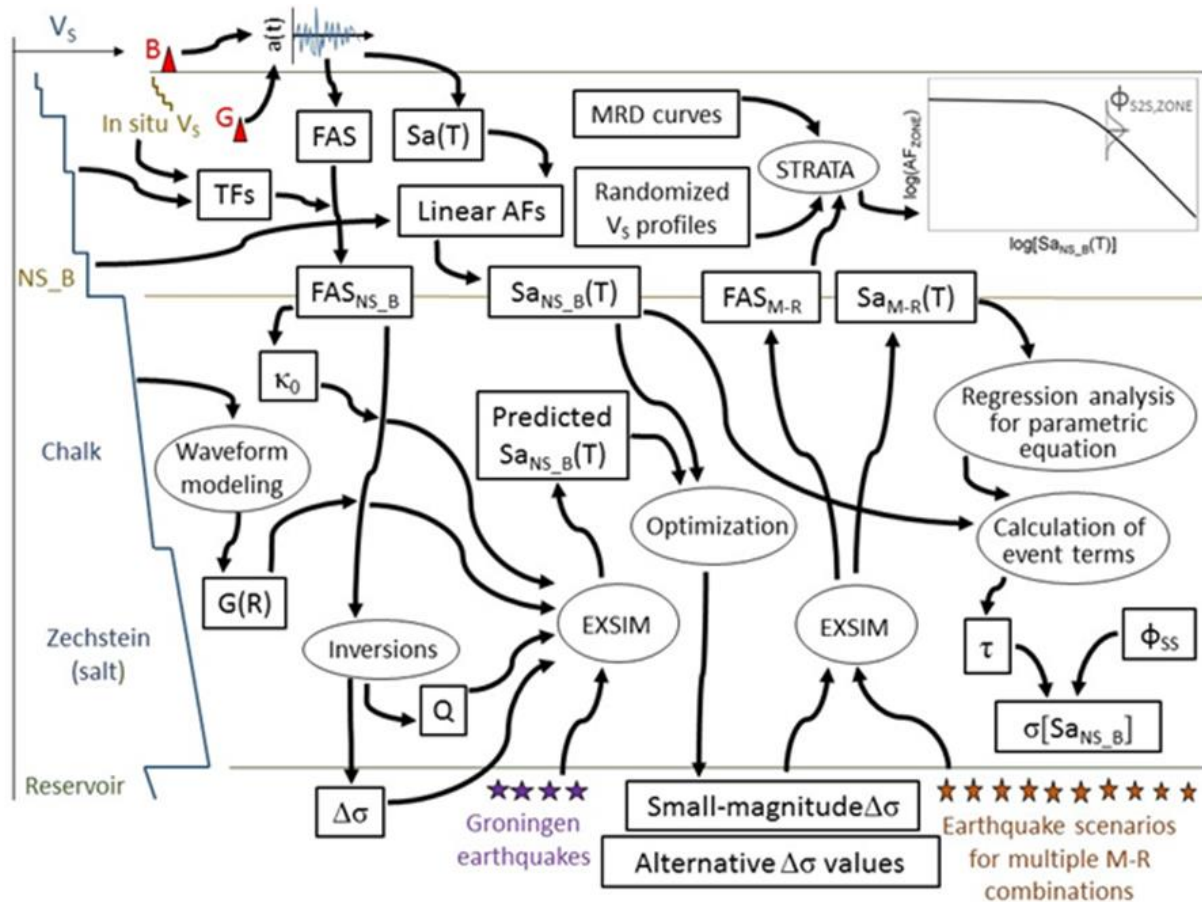 V_S
B
a(t)
G
In situ V_S
FAS
Sa(T)
MRD curves
STRATA
ϕ_S2S,ZONE
log(AF_ZONE)
log[Sa_NS_B(T)]
TFs
Linear AFs
Randomized
V_S profiles
NS_B
FAS_NS_B
Sa_NS_B(T)
FAS_M-R
Sa_M-R(T)
κ_0
Predicted
Sa_NS_B(T)
Regression analysis
for parametric
equation
Chalk
Waveform
modeling
Optimization
Calculation of
event terms
G(R)
EXSIM
EXSIM
Zechstein
(salt)
Inversions
τ
ϕ_SS
Q
σ[Sa_NS_B]
Reservoir
Δσ
Groningen
earthquakes
Small-magnitudeΔσ
Alternative Δσ values
Earthquake scenarios
for multiple M-R
combinations